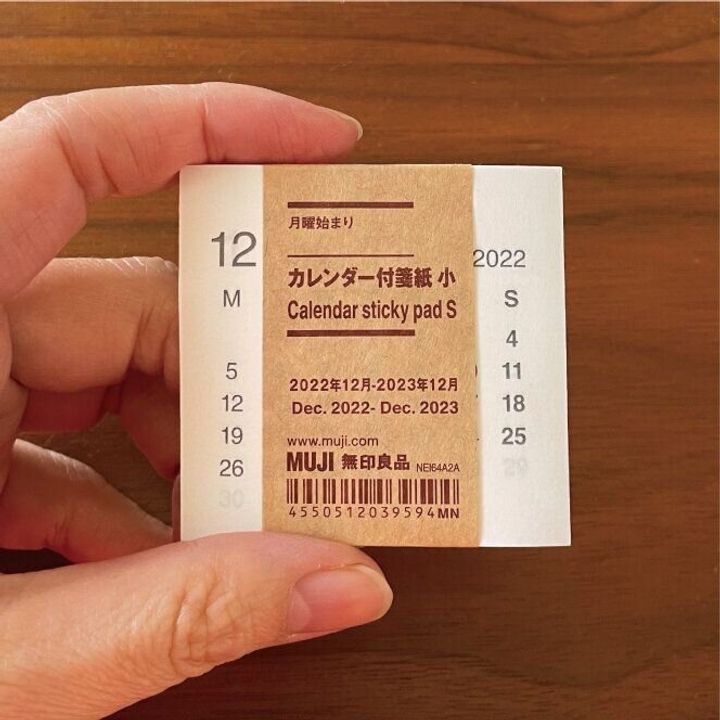 月曜始まり
12
2022
カレンダー付箋紙 小
Calendar sticky pad S
M
S
4
5
11
2022年12月-2023年12月
12
18
Dec. 2022- Dec. 2023
19
25
www.muji.com
26
MUJI 無印良品 NEI64A2A
30
29
4550512039594MN